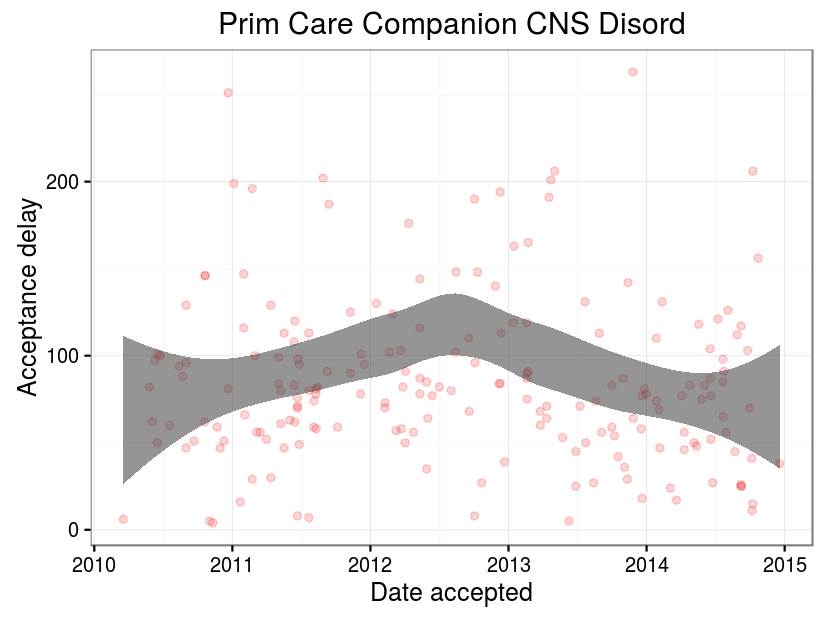 Prim Care Companion CNS Disord
Acceptance delay
200
100
0
2010 2011 2012 2013 2014 2015
Date accepted